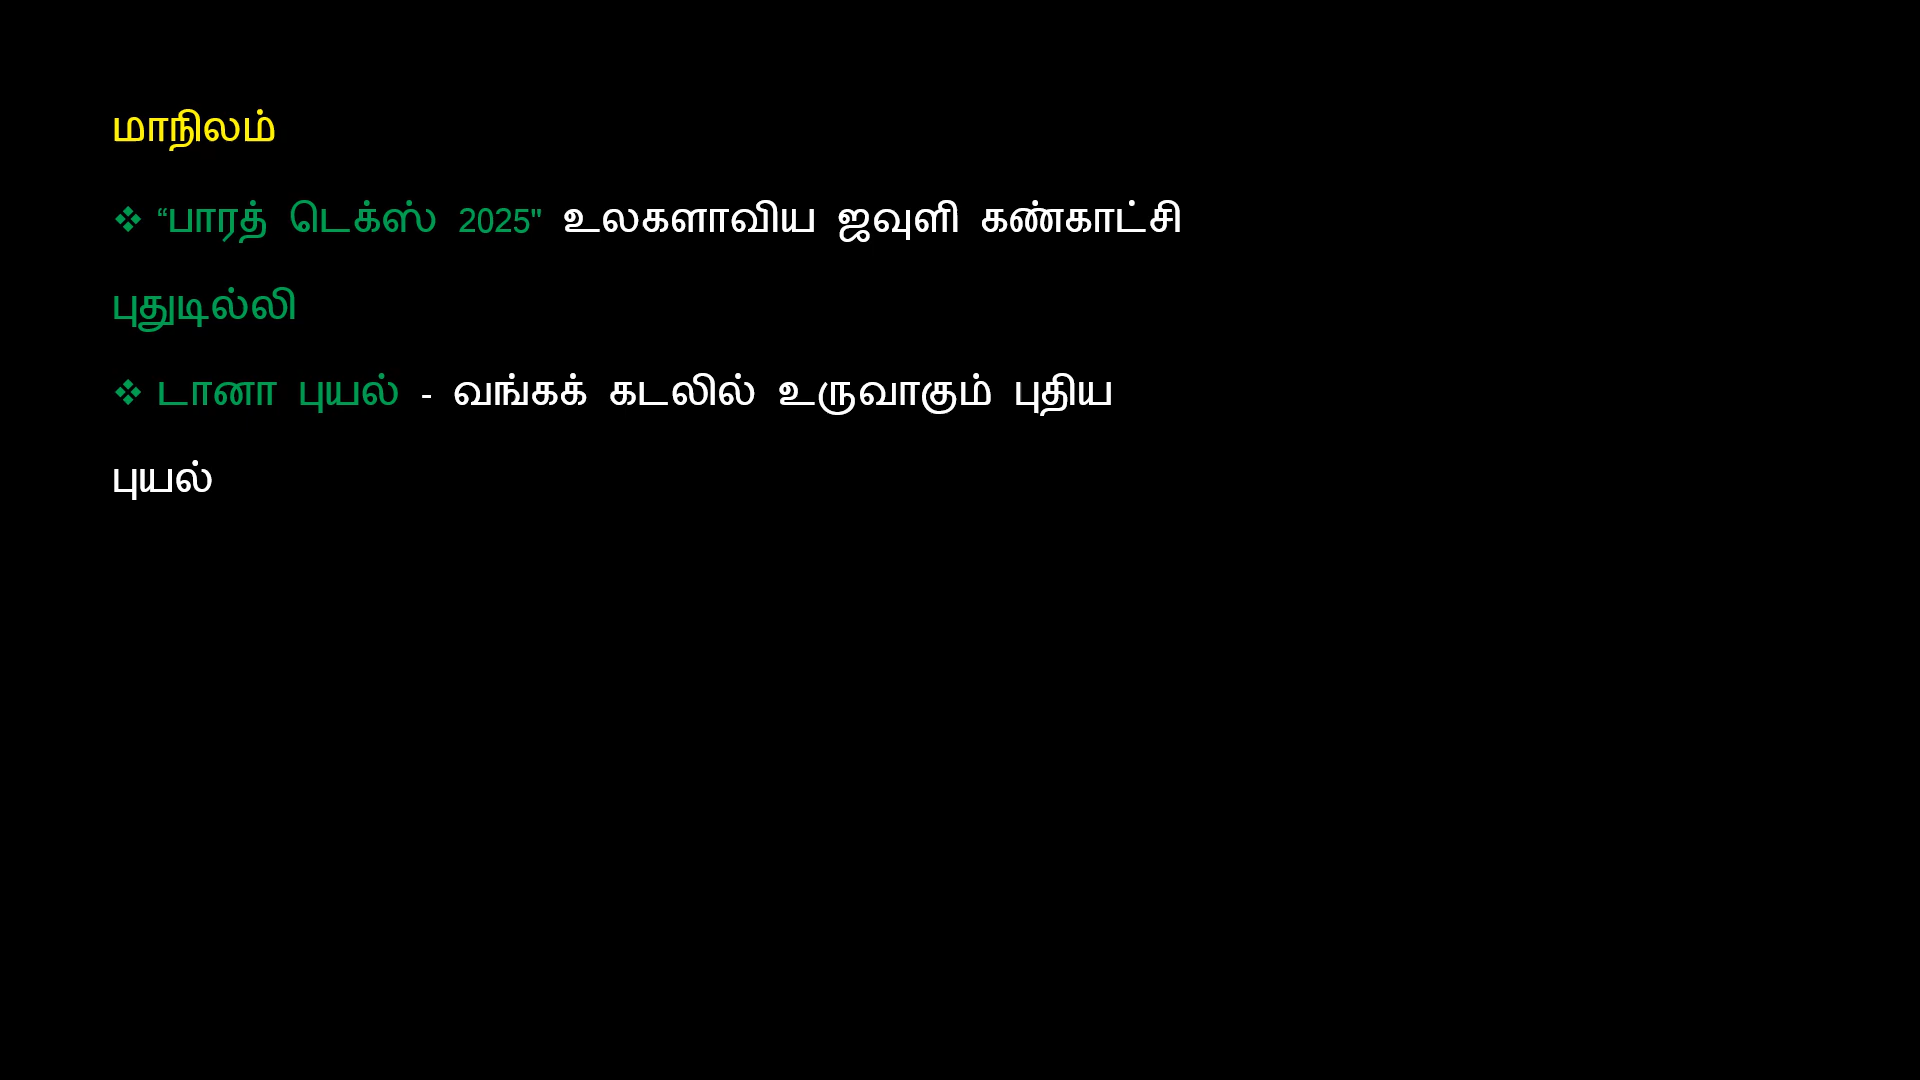 மாநிலம்
❖ “பாரத் டெக்ஸ் 2025" உலகளாவிய ஜவுளி கண்காட்சி
புதுடில்லி
❖ டானா புயல் - வங்கக் கடலில் உருவாகும் புதிய
புயல்